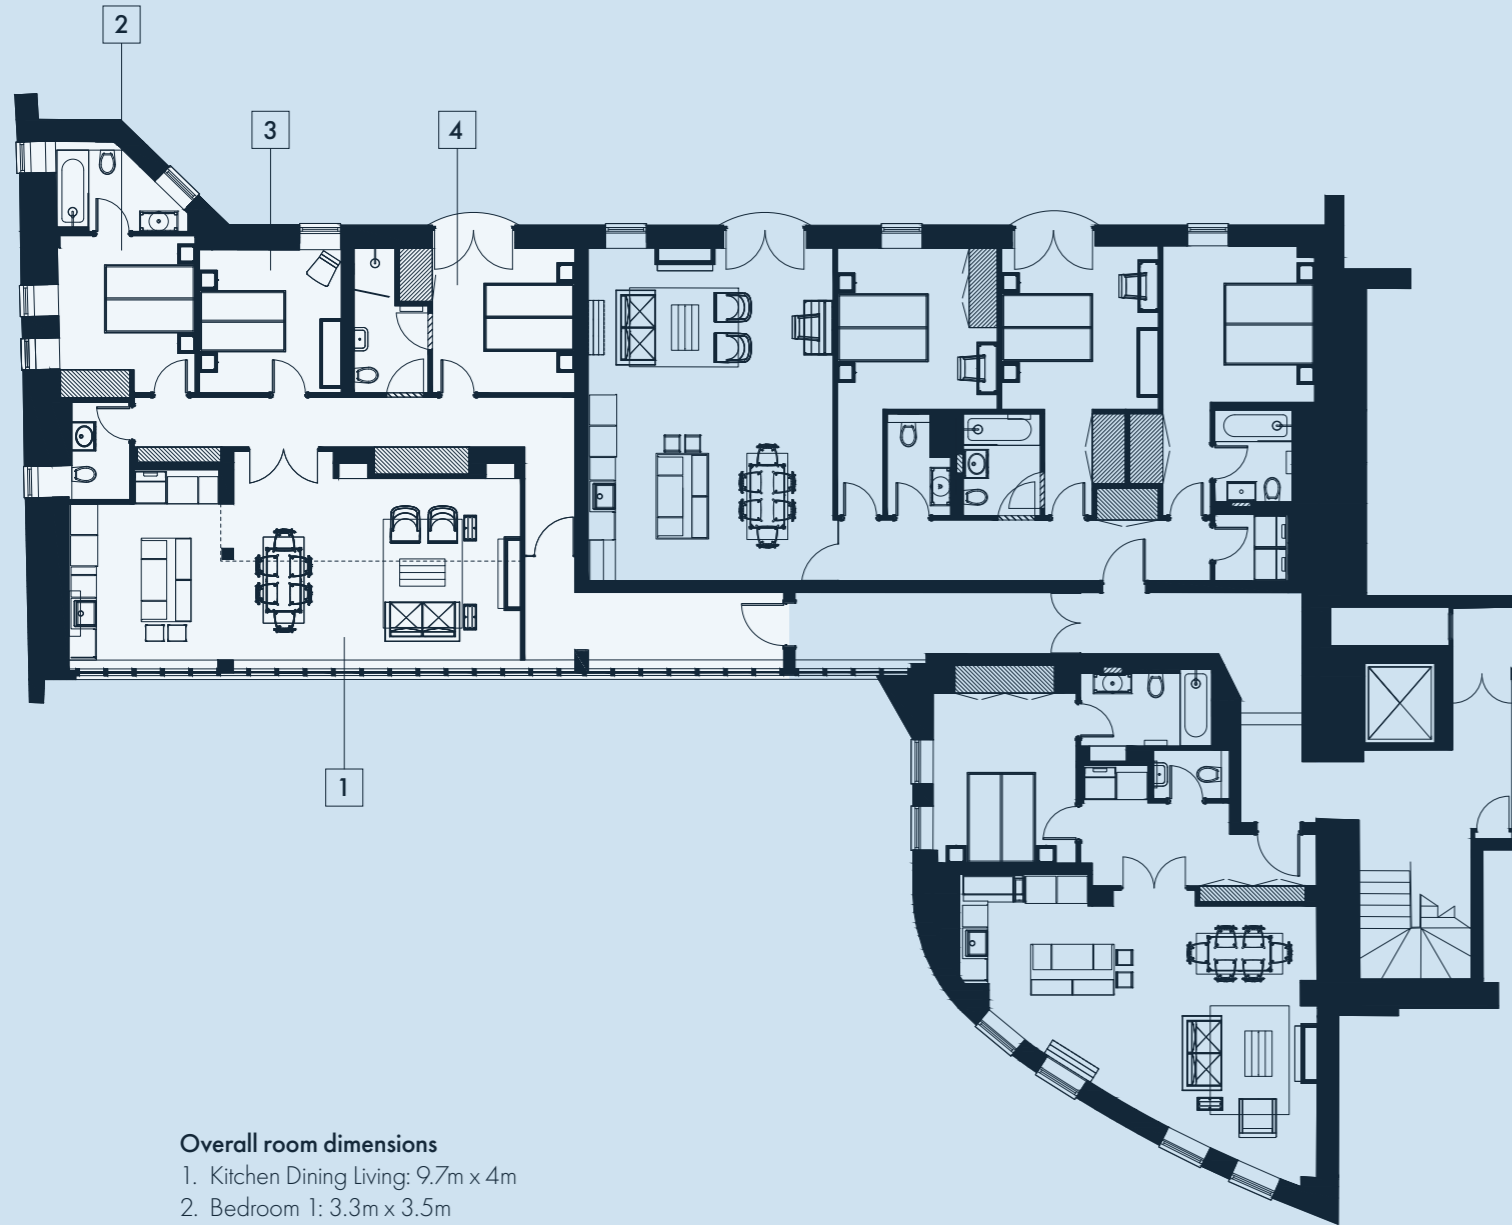 2
3
4
1
Overall room dimensions
1. Kitchen Dining Living: 9.7m x 4m
2. Bedroom 1: 3.3m x 3.5m